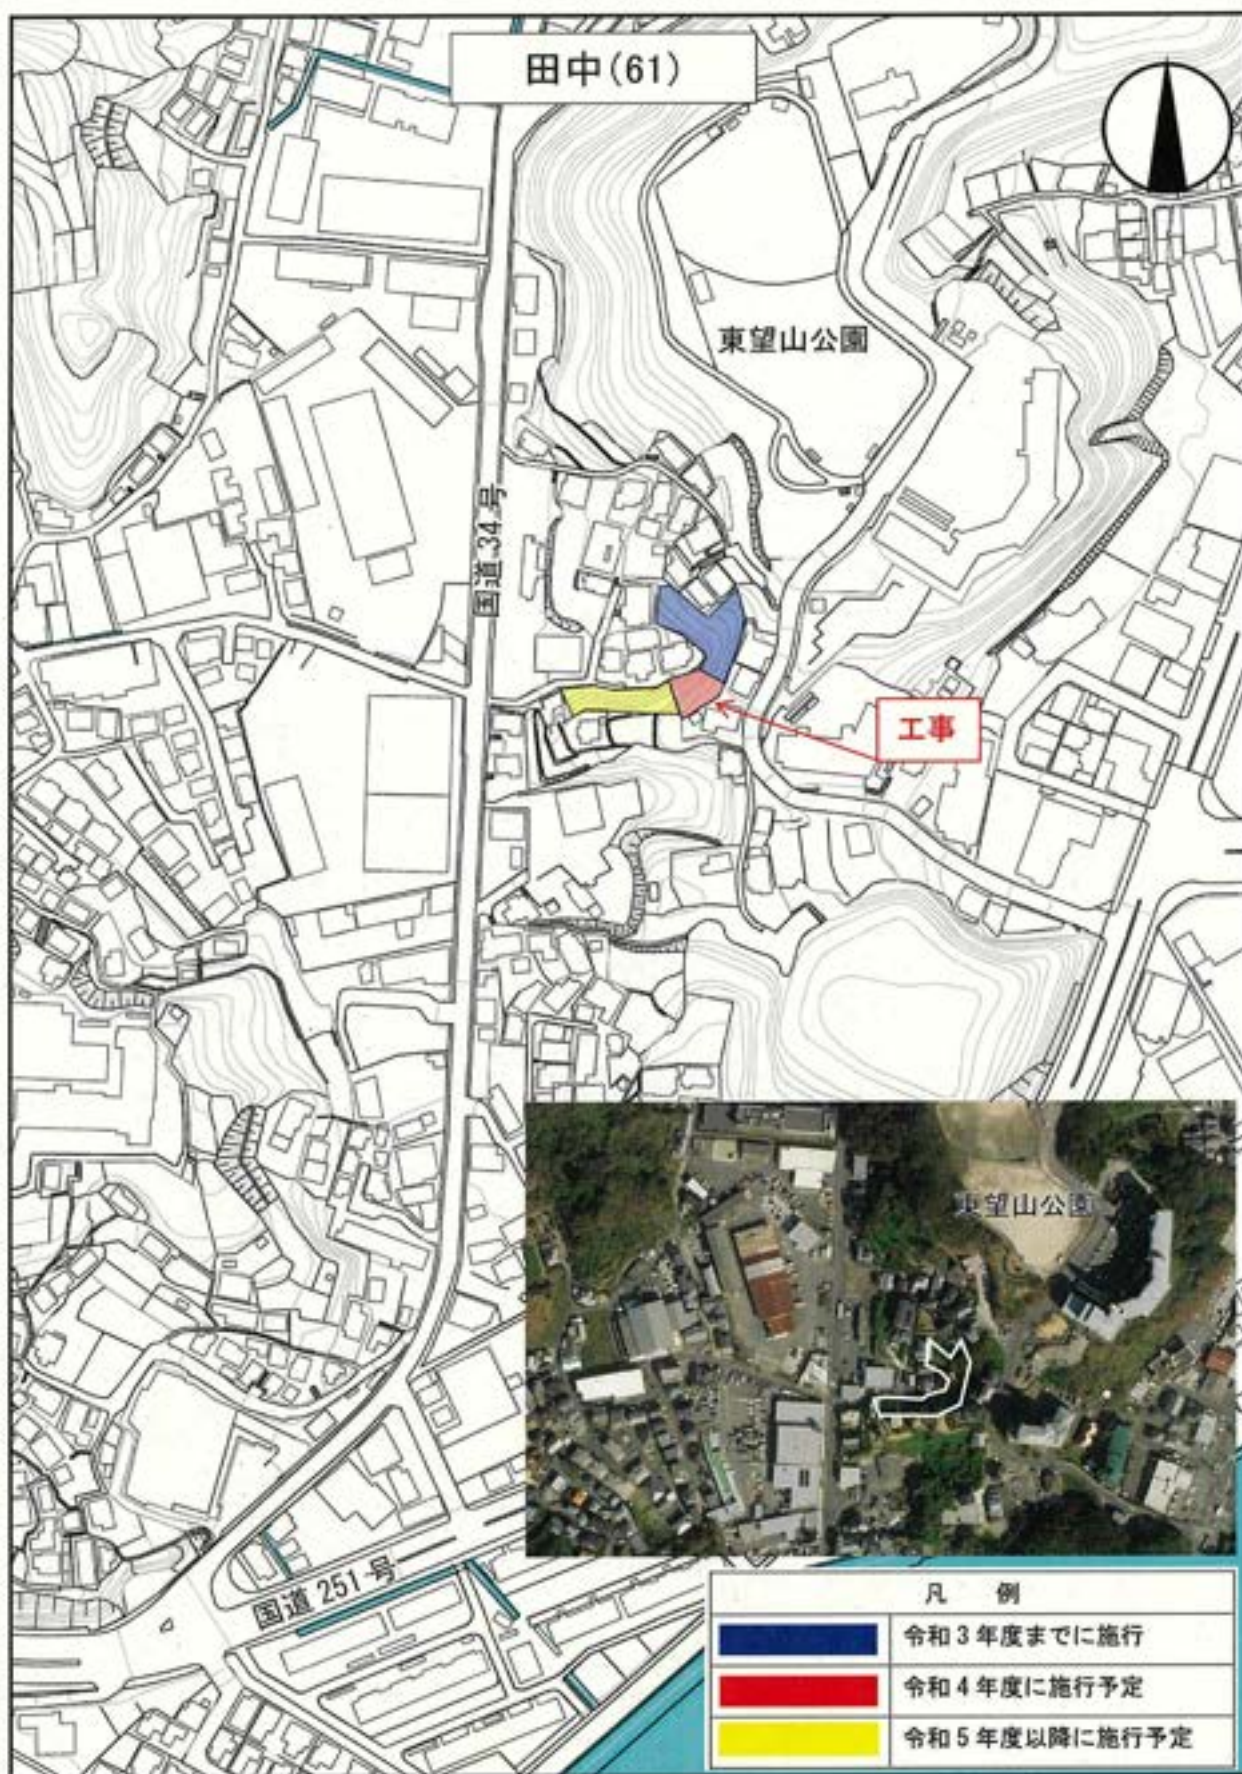 田中(61)
東望山公園
国道34号
工事
東望山公園
国道251号
凡 例
令和3年度までに施行
令和4年度に施行予定
令和5年度以降に施行予定